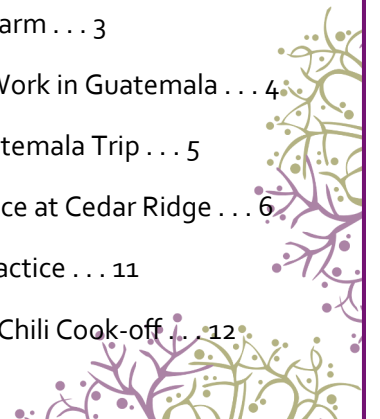 arm . . . 3
Work in Guatemala . . . 4
temala Trip . . . 5
ce at Cedar Ridge . . . 6
actice . . . 11
Chili Cook-off . . . 12